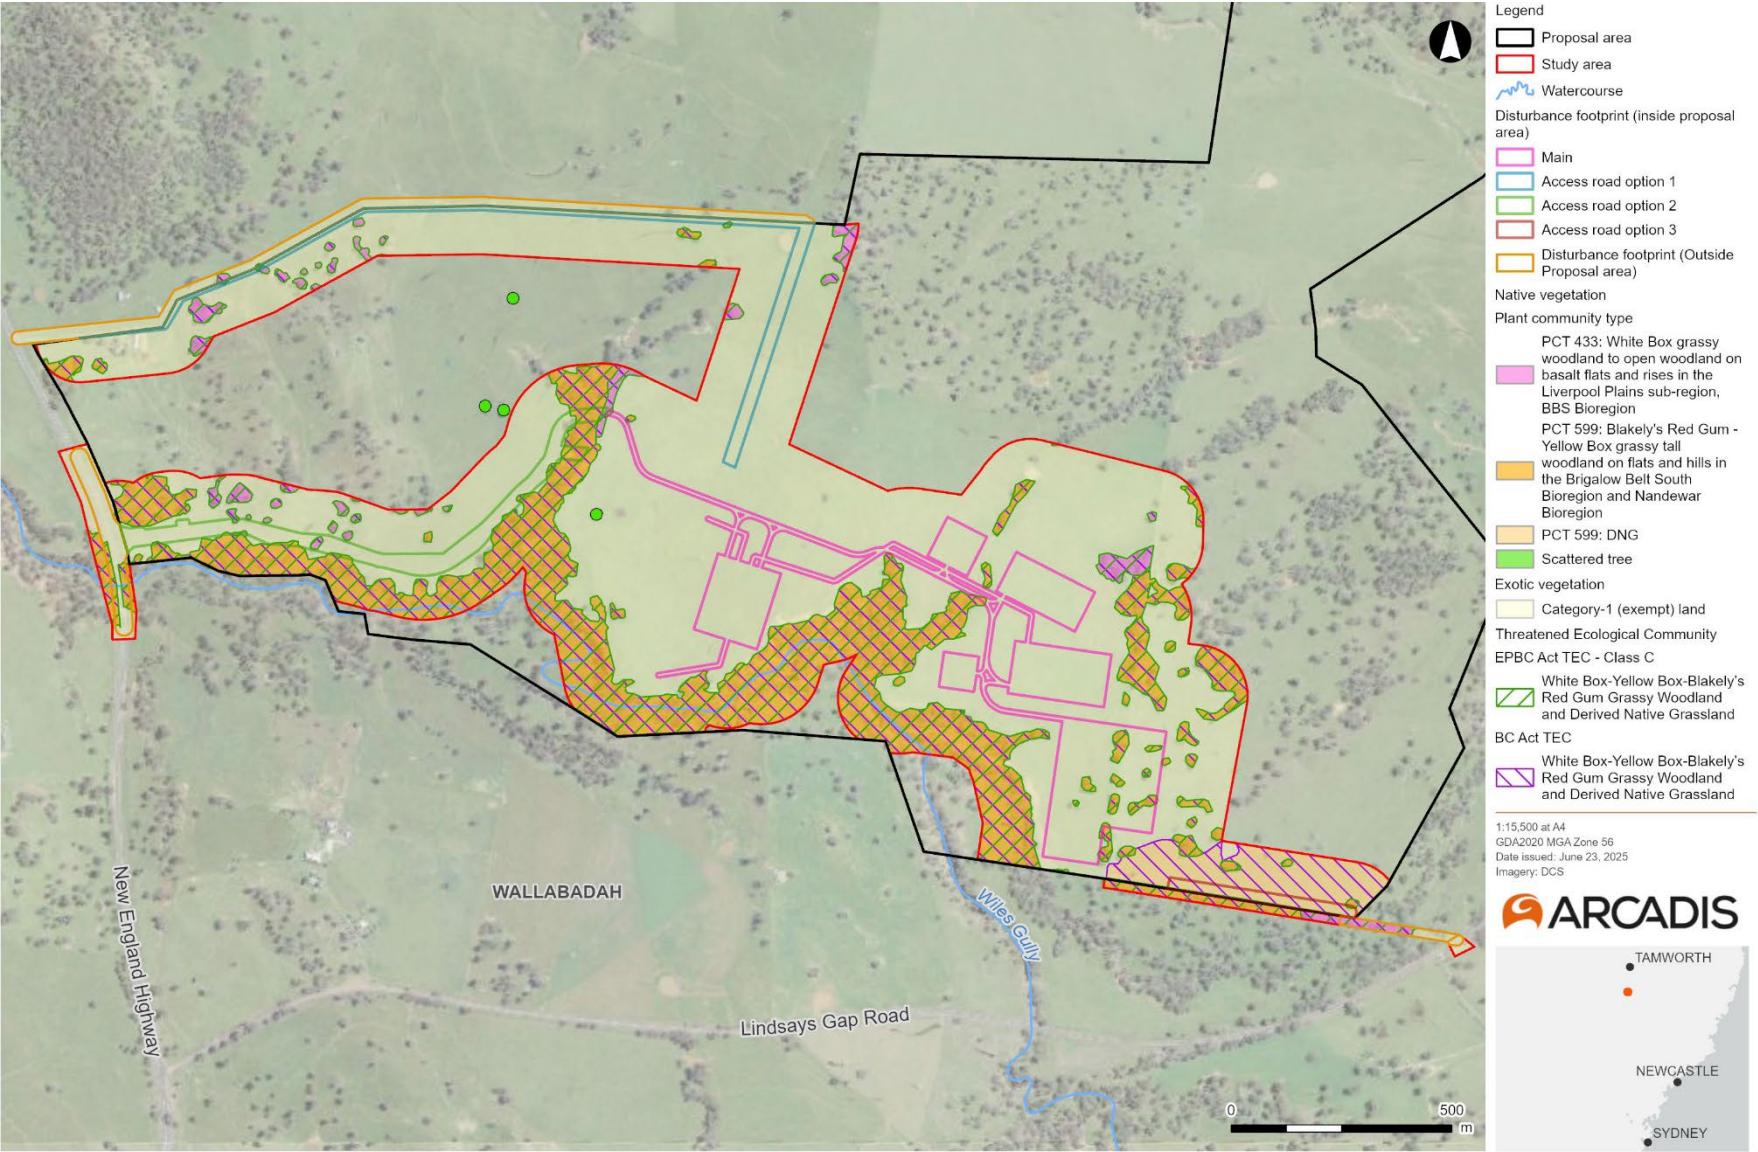 Legend
Proposal area
Study area
Watercourse
Disturbance footprint (inside proposal
area)
Main
Access road option 1
Access road option 2
Access road option 3
Disturbance footprint (Outside
Proposal area)
Native vegetation
Plant community type
PCT 433: White Box grassy
woodland to open woodland on
basalt flats and rises in the
Liverpool Plains sub-region,
BBS Bioregion
PCT 599: Blakely's Red Gum -
Yellow Box grassy tall
woodland on flats and hills in
the Brigalow Belt South
Bioregion and Nandewar
Bioregion
PCT 599: DNG
Scattered tree
Exotic vegetation
Category-1 (exempt) land
Threatened Ecological Community
EPBC Act TEC - Class C
White Box-Yellow Box-Blakely's
Red Gum Grassy Woodland
and Derived Native Grassland
BC Act TEC
White Box-Yellow Box-Blakely's
Red Gum Grassy Woodland
and Derived Native Grassland
1:15,500 at A4
GDA2020 MGA Zone 56
Date issued: June 23, 2025
Imagery: DCS
ARCADIS
TAMWORTH
NEWCASTLE
SYDNEY
WALLABADAH
New England Highway
Wiles Gully
Lindsays Gap Road
0
500
m